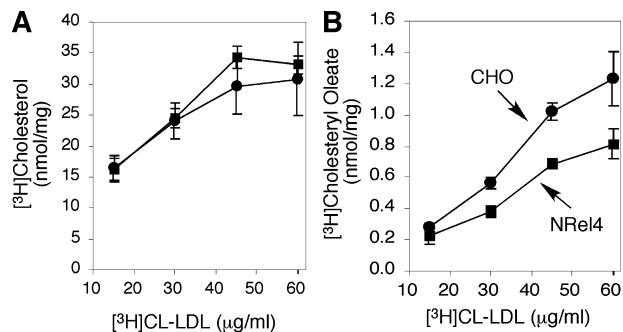 A
[³H]Cholesterol
(nmol/mg)
40
35
30
25
20
15
10
5
0
10 20 30 40 50 60
[³H]CL-LDL (μg/ml)
B
[³H]Cholesteryl Oleate
(nmol/mg)
1.6
1.4
1.2
1.0
0.8
0.6
0.4
0.2
0.0
CHO
NRel4
10 20 30 40 50 60
[³H]CL-LDL (μg/ml)